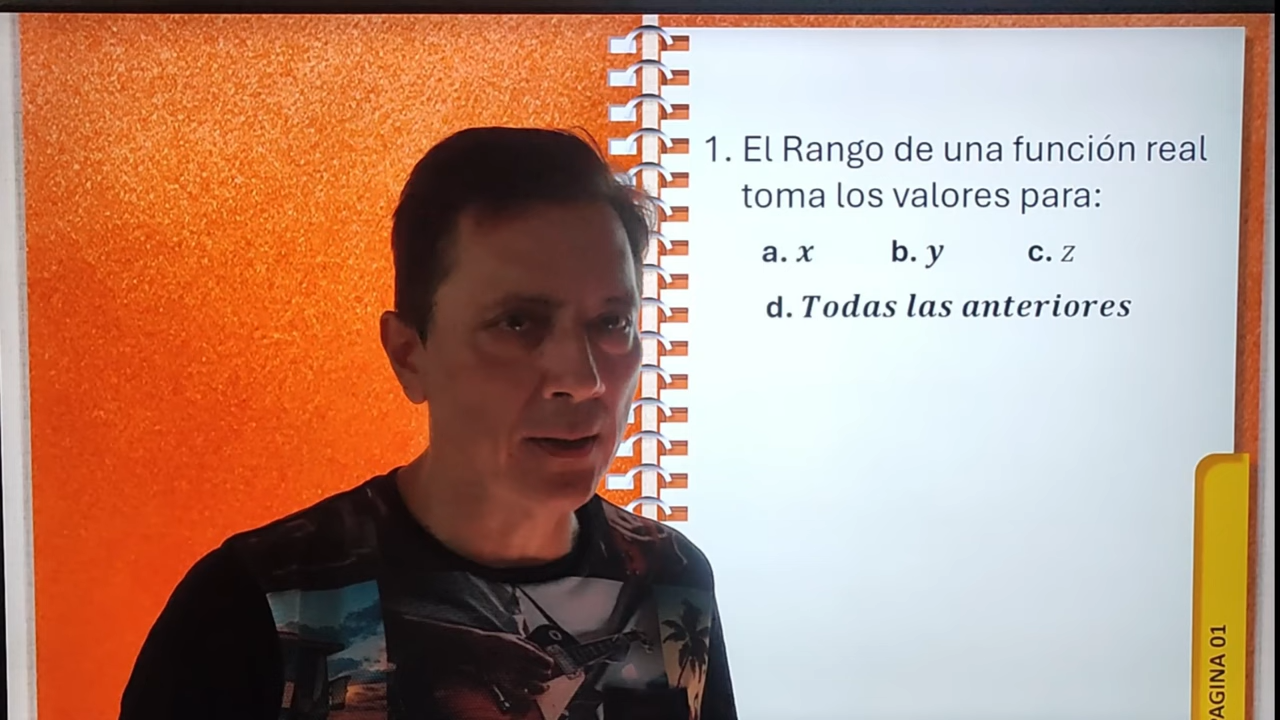 1. El Rango de una función real
toma los valores para:
a. x b. y c. z
d. Todas las anteriores
AGINA 01